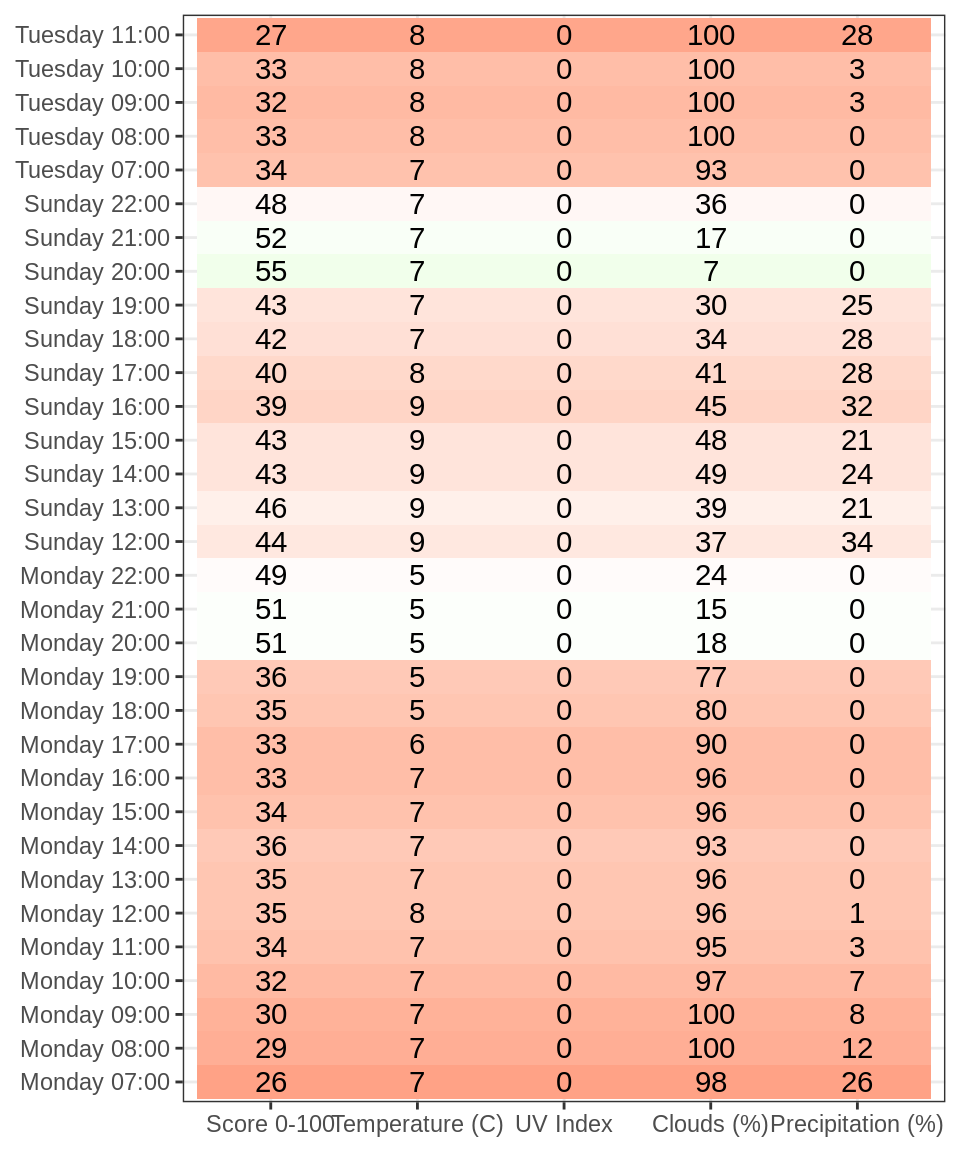 Tuesday 11:00 27 8 0 100 28
Tuesday 10:00 33 8 0 100 3
Tuesday 09:00 32 8 0 100 3
Tuesday 08:00 33 8 0 100 0
Tuesday 07:00 34 7 0 93 0
Sunday 22:00 48 7 0 36 0
Sunday 21:00 52 7 0 17 0
Sunday 20:00 55 7 0 7 0
Sunday 19:00 43 7 0 30 25
Sunday 18:00 42 7 0 34 28
Sunday 17:00 40 8 0 41 28
Sunday 16:00 39 9 0 45 32
Sunday 15:00 43 9 0 48 21
Sunday 14:00 43 9 0 49 24
Sunday 13:00 46 9 0 39 21
Sunday 12:00 44 9 0 37 34
Monday 22:00 49 5 0 24 0
Monday 21:00 51 5 0 15 0
Monday 20:00 51 5 0 18 0
Monday 19:00 36 5 0 77 0
Monday 18:00 35 5 0 80 0
Monday 17:00 33 6 0 90 0
Monday 16:00 33 7 0 96 0
Monday 15:00 34 7 0 96 0
Monday 14:00 36 7 0 93 0
Monday 13:00 35 7 0 96 0
Monday 12:00 35 8 0 96 1
Monday 11:00 34 7 0 95 3
Monday 10:00 32 7 0 97 7
Monday 09:00 30 7 0 100 8
Monday 08:00 29 7 0 100 12
Monday 07:00 26 7 0 98 26
Score 0-100 Temperature (C) UV Index Clouds (%) Precipitation (%)